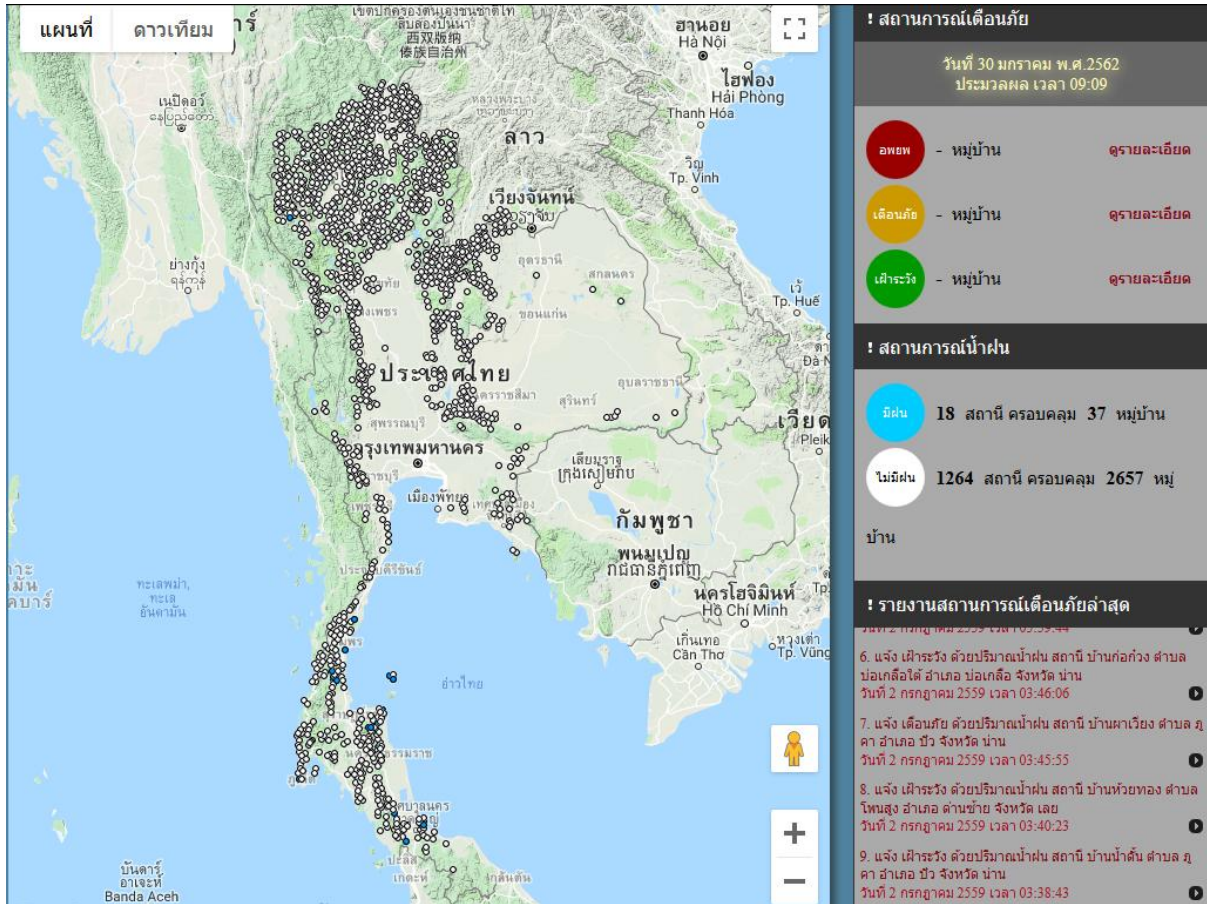 แผนที่
ดาวเทียม
西双版纳
傣族自治州
ฮานอย
Hà Nội
ไฮฟอง
Hải Phòng
Thanh Hóa
เนปิดอว์
ลาว
วิญ
Tp. Vinh
เวียงจันทน์
ย่างกุ้ง
อุดรธานี
สกลนคร
ขอนแก่น
เว้
Tp. Huế
ประเทศไทย
อุบลราชธานี
สุรินทร์
สุพรรณบุรี
กรุงเทพมหานคร
เสียมราฐ
Pleik
เมืองพัทยา
กัมพูชา
พนมเปญ
นครโฮจิมินห์
Hồ Chí Minh
ทะเลพม่า,
ทะเล
อันดามัน
อ่าวไทย
เกิ่นเทอ
Cần Thơ
หวุงเต่า
Tp. Vũng
บันดาร์
อาเจะห์
Banda Aceh
กลันตัน
! สถานการณ์เตือนภัย
วันที่ 30 มกราคม พ.ศ.2562
ประมวลผล เวลา 09:09
อพยพ - หมู่บ้าน ดูรายละเอียด
เตือนภัย - หมู่บ้าน ดูรายละเอียด
เฝ้าระวัง - หมู่บ้าน ดูรายละเอียด
! สถานการณ์น้ำฝน
มีฝน 18 สถานี ครอบคลุม 37 หมู่บ้าน
ไม่มีฝน 1264 สถานี ครอบคลุม 2657 หมู่
บ้าน
! รายงานสถานการณ์เตือนภัยล่าสุด
6. แจ้ง เฝ้าระวัง ด้วยปริมาณน้ำฝน สถานี บ้านก่อก๋วง ตำบล
บ่อเกลือใต้ อำเภอ บ่อเกลือ จังหวัด น่าน
วันที่ 2 กรกฎาคม 2559 เวลา 03:46:06
7. แจ้ง เตือนภัย ด้วยปริมาณน้ำฝน สถานี บ้านผาเวียง ตำบล ภู
คา อำเภอ ปัว จังหวัด น่าน
วันที่ 2 กรกฎาคม 2559 เวลา 03:45:55
8. แจ้ง เฝ้าระวัง ด้วยปริมาณน้ำฝน สถานี บ้านห้วยทอง ตำบล
โพนสูง อำเภอ ด่านซ้าย จังหวัด เลย
วันที่ 2 กรกฎาคม 2559 เวลา 03:40:23
9. แจ้ง เฝ้าระวัง ด้วยปริมาณน้ำฝน สถานี บ้านน้ำดั้น ตำบล ภู
คา อำเภอ ปัว จังหวัด น่าน
วันที่ 2 กรกฎาคม 2559 เวลา 03:38:43